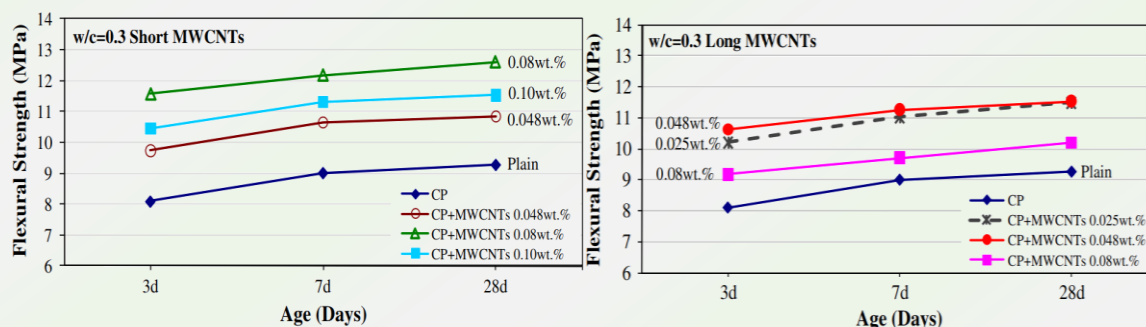 w/c=0.3 Short MWCNTs
Flexural Strength (MPa)
14
13
12
11
10
9
8
7
6
0.08wt.%
0.10wt.%
0.048wt.%
Plain
CP
CP+MWCNTs 0.048wt.%
CP+MWCNTs 0.08wt.%
CP+MWCNTs 0.10wt.%
3d 7d 28d
Age (Days)
w/c=0.3 Long MWCNTs
Flexural Strength (MPa)
14
13
12
11
10
9
8
7
6
0.048wt.%
0.025wt.%
0.08wt.%
Plain
CP
CP+MWCNTs 0.025wt.%
CP+MWCNTs 0.048wt.%
CP+MWCNTs 0.08wt.%
3d 7d 28d
Age (Days)